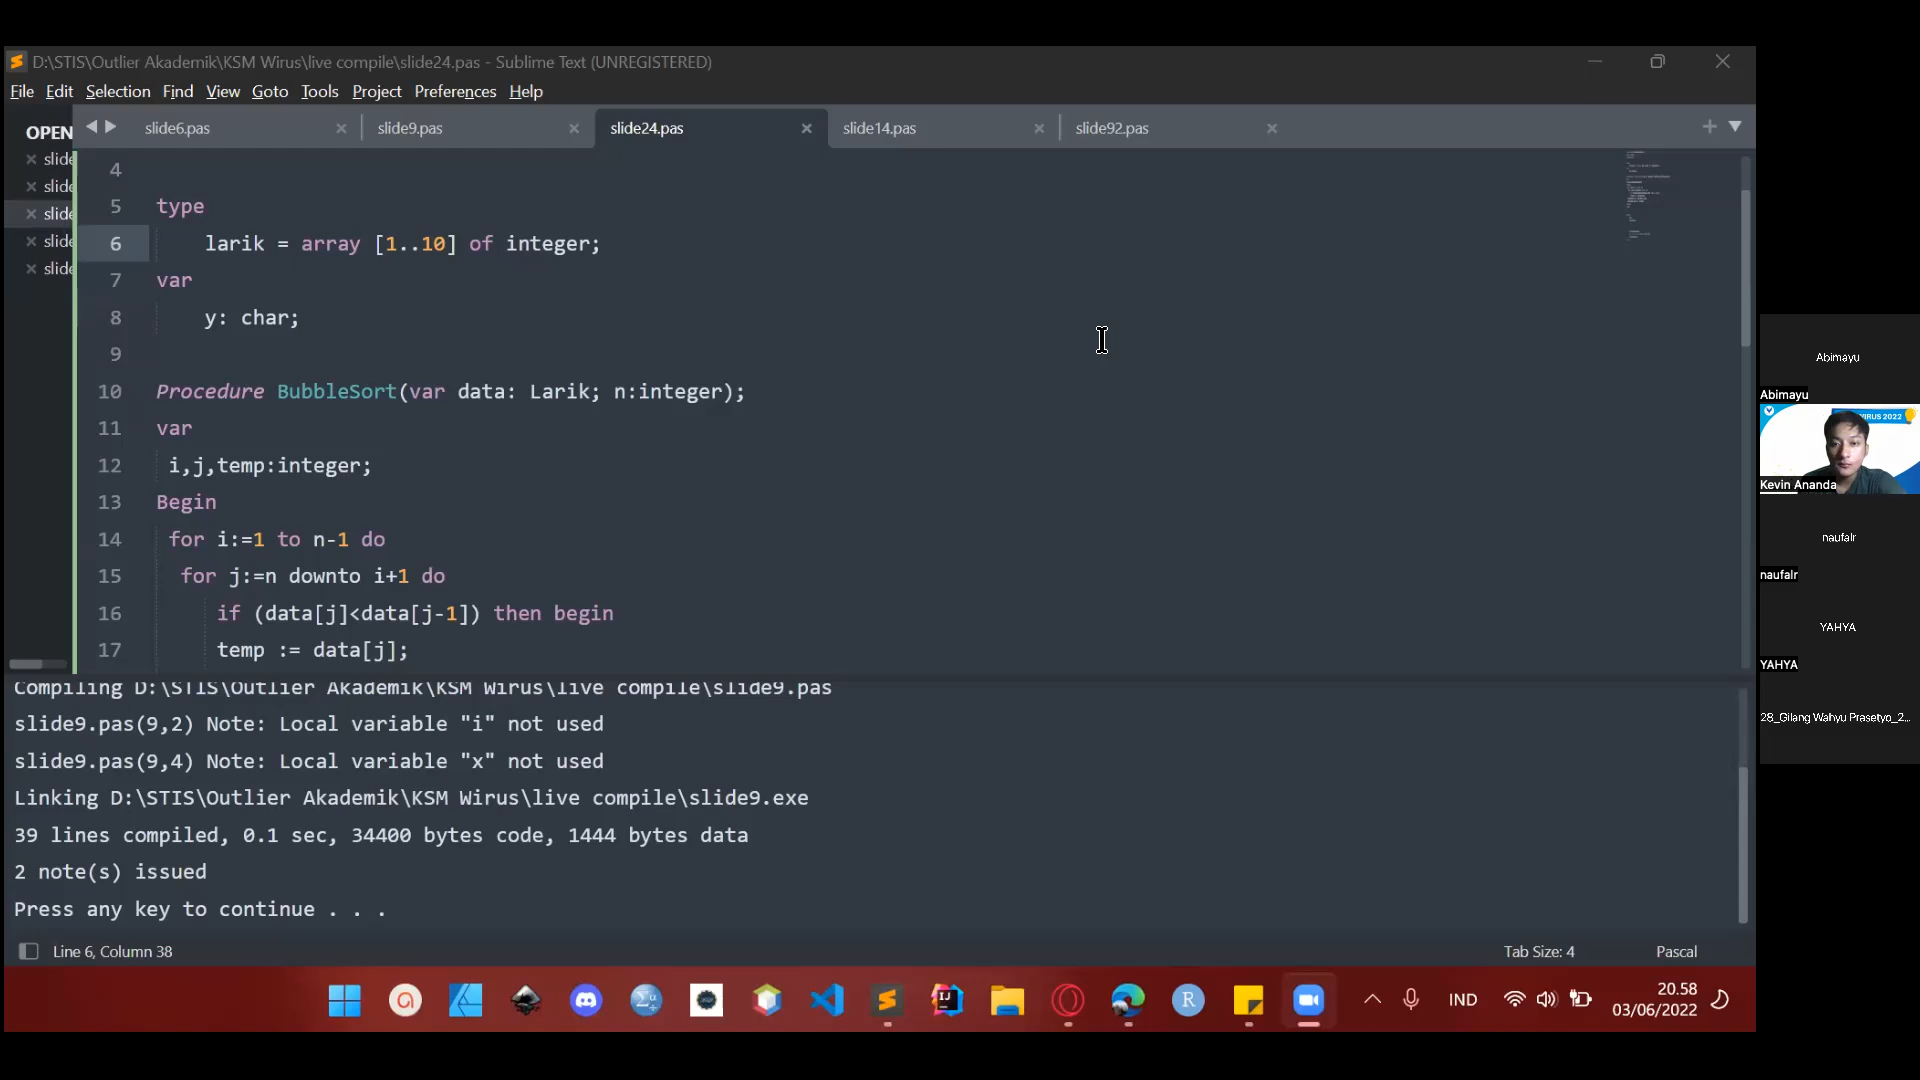 D:\STIS\Outlier Akademik\KSM Wirus\live compile\slide24.pas - Sublime Text (UNREGISTERED)
File Edit Selection Find View Goto Tools Project Preferences Help
OPEN
slide
slide
slide
slide
slide
slide6.pas slide9.pas slide24.pas slide14.pas slide92.pas
4
5 type
6 larik = array [1..10] of integer;
7 var
8 y: char;
9
10 Procedure BubbleSort(var data: Larik; n:integer);
11 var
12 i,j,temp:integer;
13 Begin
14 for i:=1 to n-1 do
15 for j:=n downto i+1 do
16 if (data[j]<data[j-1]) then begin
17 temp := data[j];
Compiling D:\STIS\Outlier Akademik\KSM Wirus\live compile\slide9.pas
slide9.pas(9,2) Note: Local variable "i" not used
slide9.pas(9,4) Note: Local variable "x" not used
Linking D:\STIS\Outlier Akademik\KSM Wirus\live compile\slide9.exe
39 lines compiled, 0.1 sec, 34400 bytes code, 1444 bytes data
2 note(s) issued
Press any key to continue . . .
Line 6, Column 38 Tab Size: 4 Pascal
IND
20.58
03/06/2022
Abimayu
Abimayu
2022
Kevin Ananda
naufalr
naufalr
YAHYA
YAHYA
28_Gilang Wahyu Prasetyo_2...